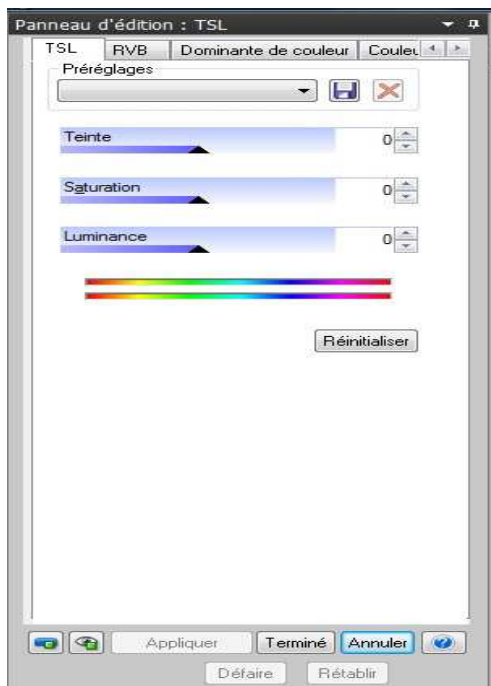 Panneau d'édition : TSL
TSL RVB Dominante de couleur
Préréglages
Teinte 0
Saturation 0
Luminance 0
Réinitialiser
Appliquer Terminé Annuler
Défaire Rétablir